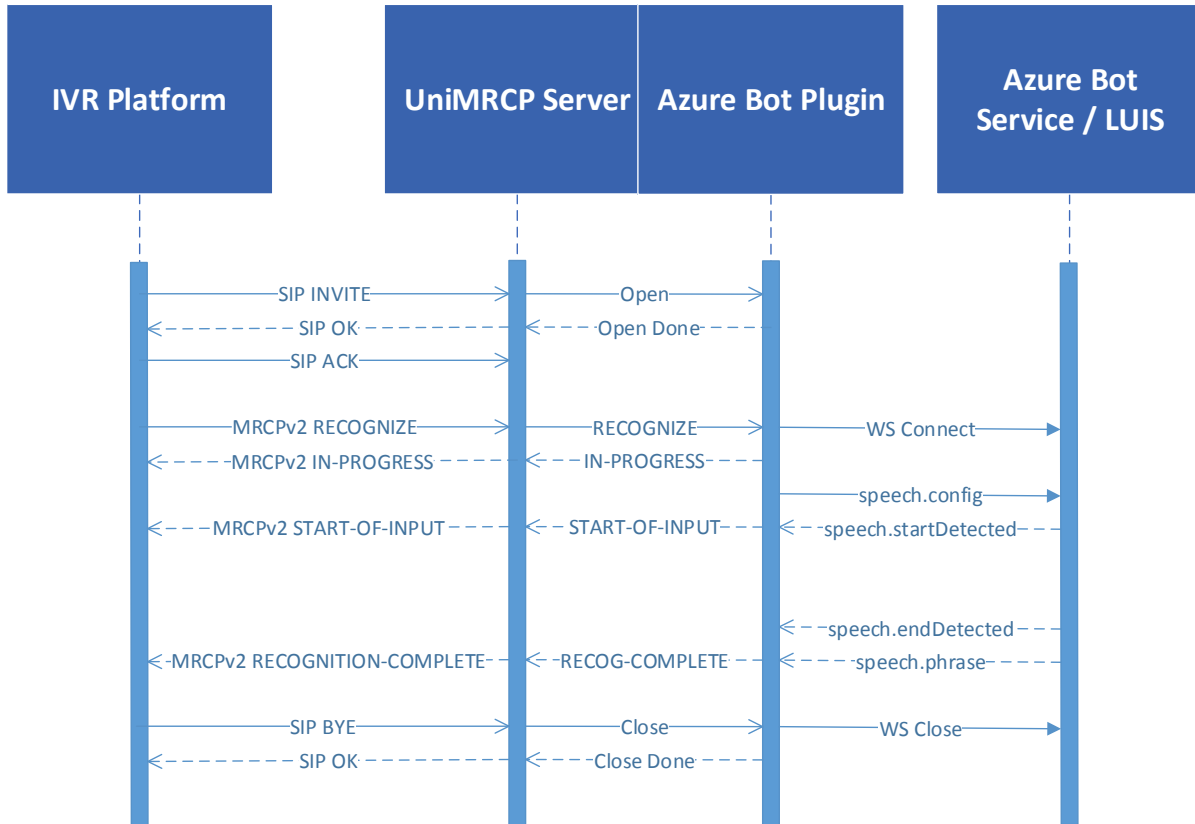 IVR Platform
UniMRCP Server
Azure Bot Plugin
Azure Bot
Service / LUIS
SIP INVITE
Open
SIP OK
Open Done
SIP ACK
MRCPv2 RECOGNIZE
RECOGNIZE
WS Connect
MRCPv2 IN-PROGRESS
IN-PROGRESS
speech.config
MRCPv2 START-OF-INPUT
START-OF-INPUT
speech.startDetected
speech.endDetected
MRCPv2 RECOGNITION-COMPLETE
RECOG-COMPLETE
speech.phrase
SIP BYE
Close
WS Close
SIP OK
Close Done